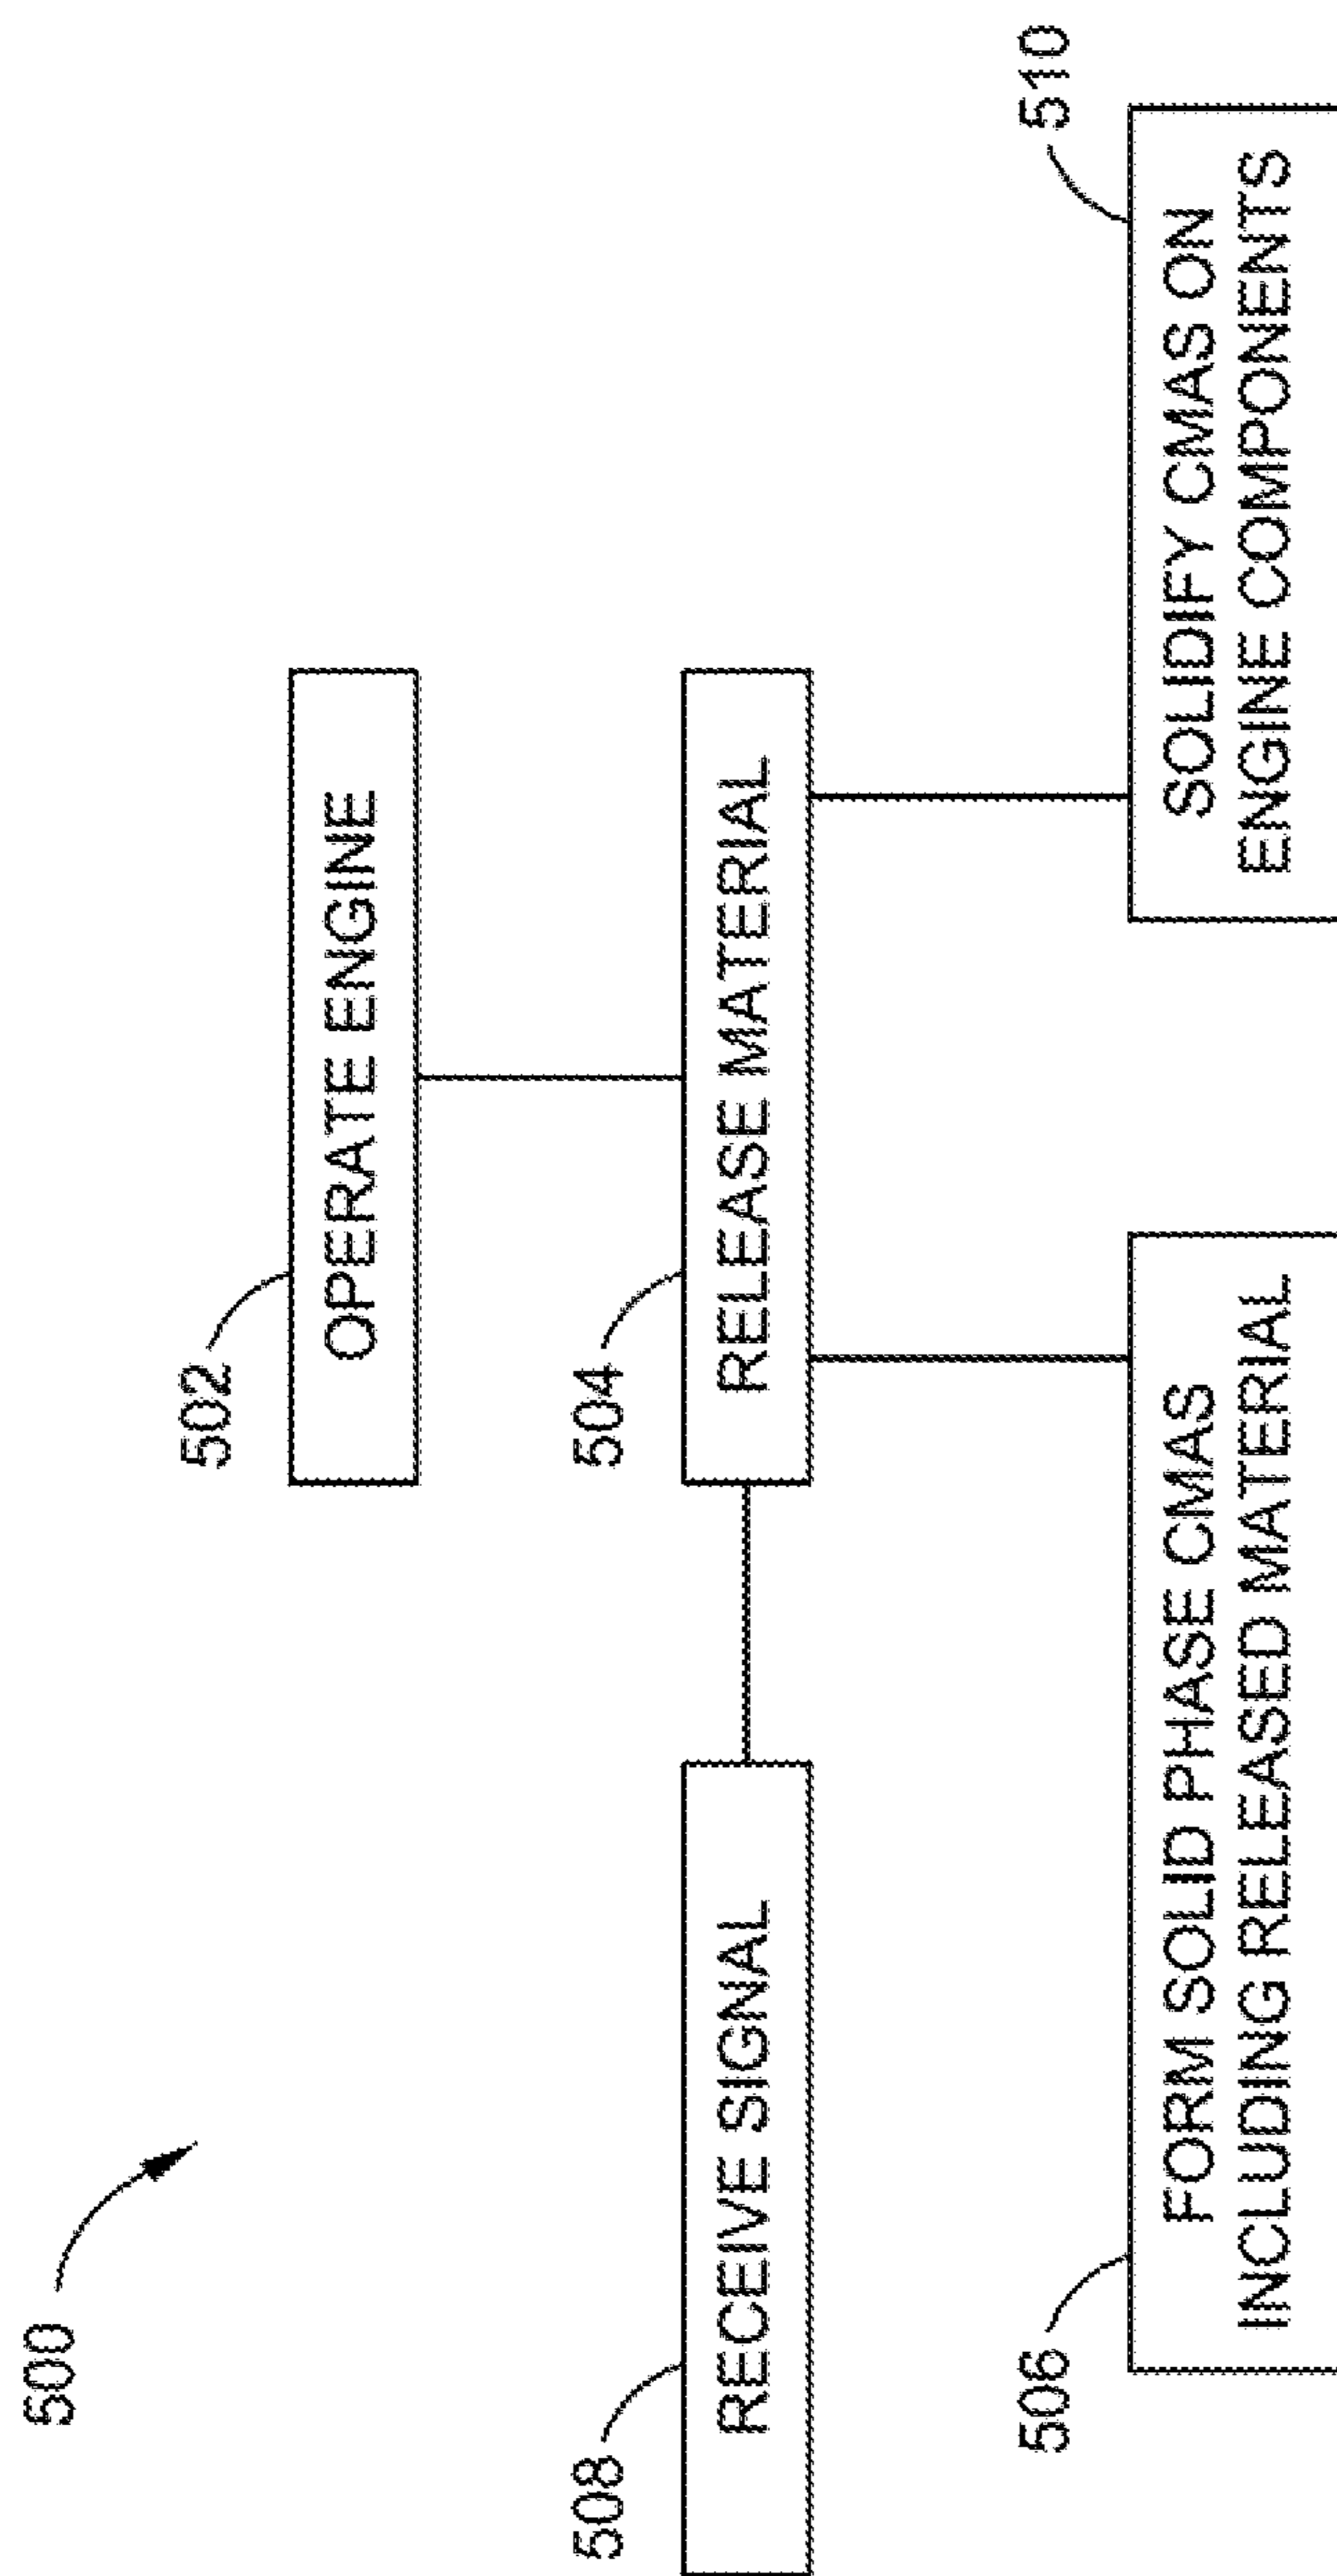 500
502
OPERATE ENGINE
508
RECEIVE SIGNAL
504
RELEASE MATERIAL
506
FORM SOLID PHASE CMAS
INCLUDING RELEASED MATERIAL
510
SOLIDIFY CMAS ON
ENGINE COMPONENTS